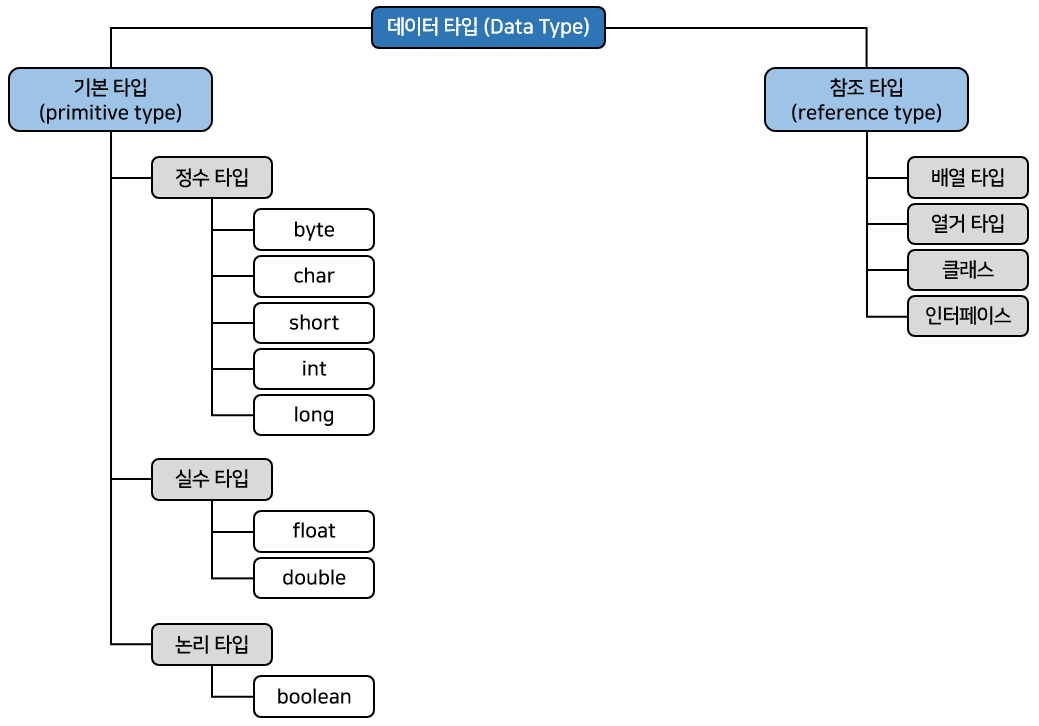 데이터 타입 (Data Type)
기본 타입
(primitive type)
정수 타입
byte
char
short
int
long
실수 타입
float
double
논리 타입
boolean
참조 타입
(reference type)
배열 타입
열거 타입
클래스
인터페이스